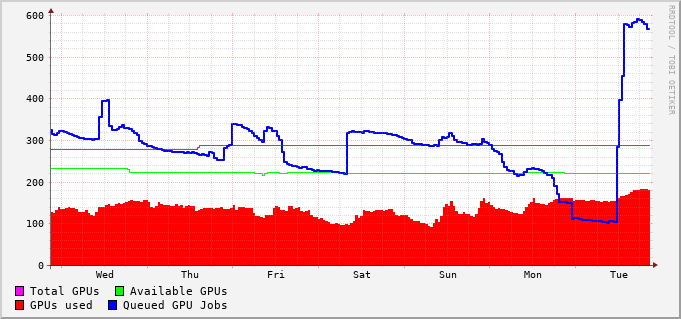 600
500
400
300
200
100
0
Wed Thu Fri Sat Sun Mon Tue
Total GPUs Available GPUs
GPUs used Queued GPU Jobs
RRDTOOL / TOBI OETIKER